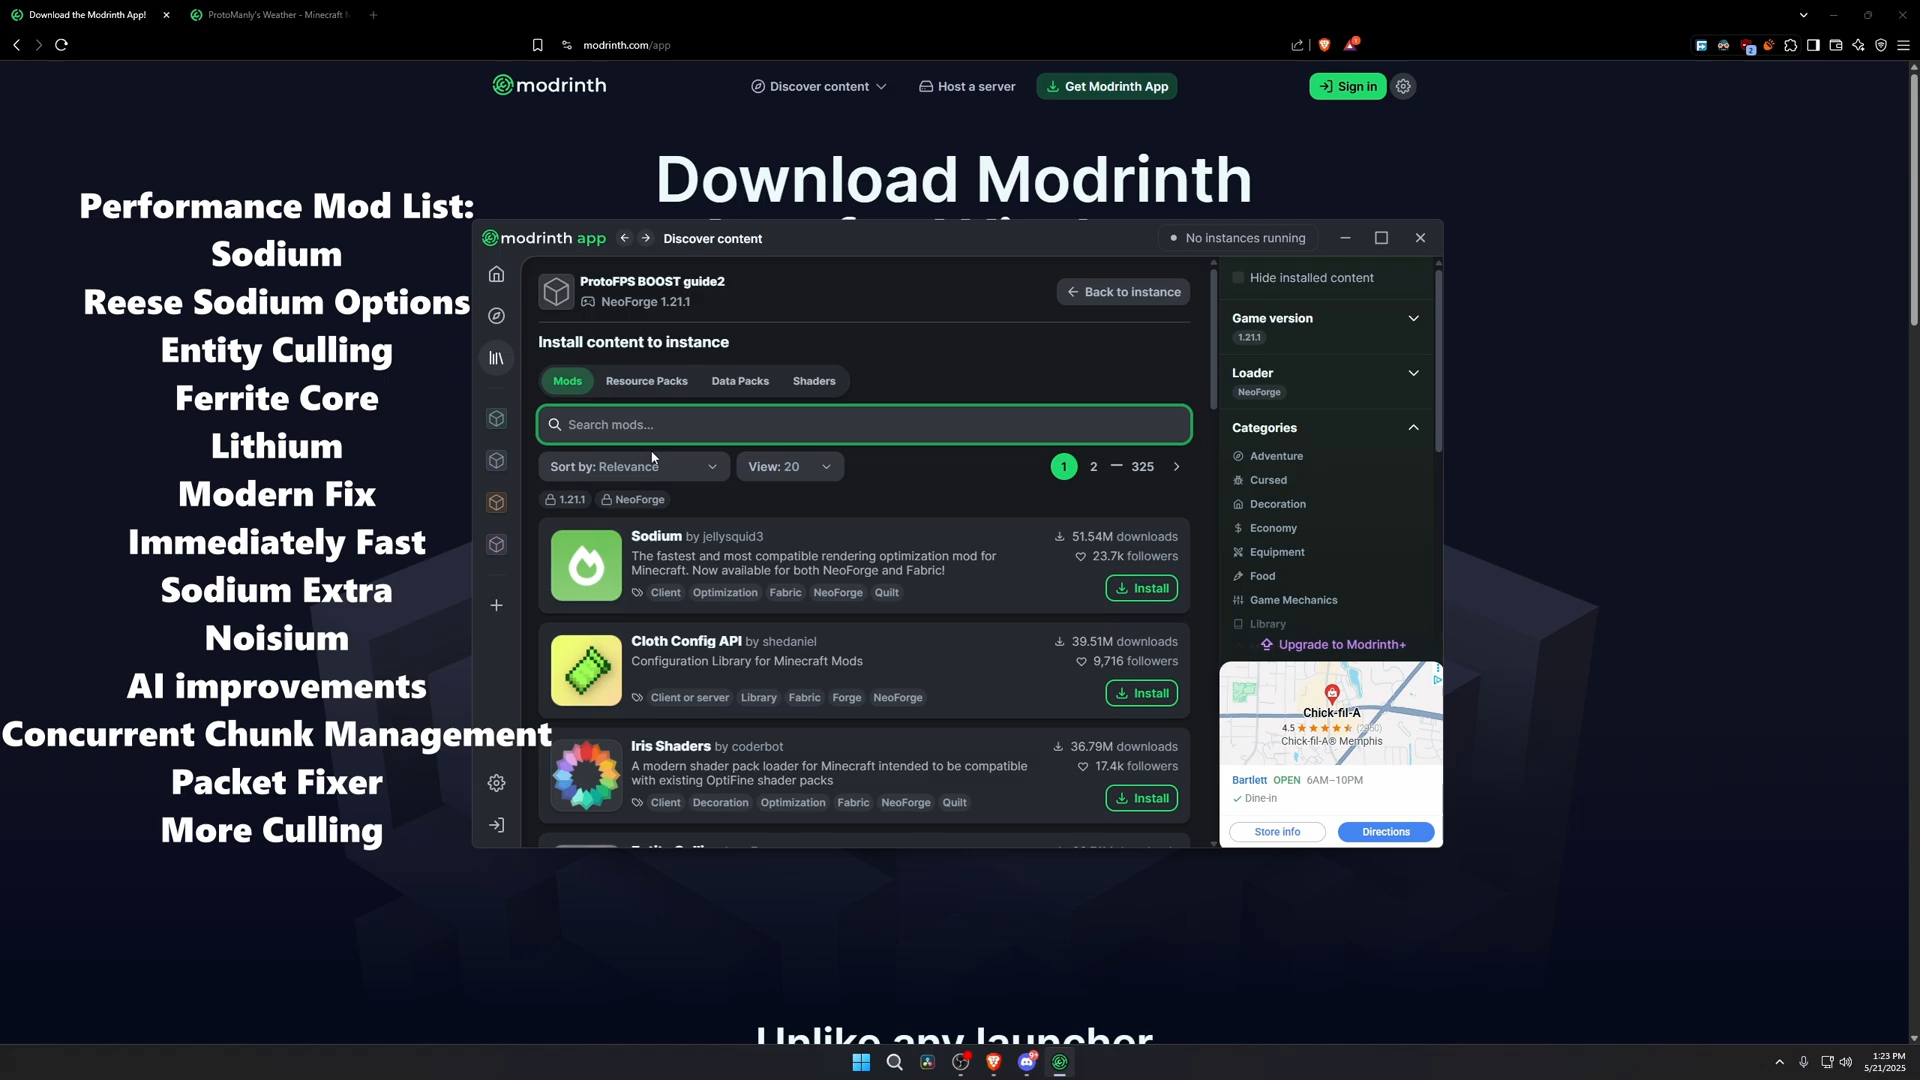 Download the Modrinth App!
ProtoManly's Weather - Minecraft
modrinth.com/app
modrinth
Discover content
Host a server
Get Modrinth App
Sign in
Download Modrinth
Performance Mod List:
Sodium
Reese Sodium Options
Entity Culling
Ferrite Core
Lithium
Modern Fix
Immediately Fast
Sodium Extra
Noisium
AI improvements
Concurrent Chunk Management
Packet Fixer
More Culling
modrinth app
Discover content
No instances running
ProtoFPS BOOST guide2
NeoForge 1.21.1
Back to instance
Install content to instance
Mods
Resource Packs
Data Packs
Shaders
Search mods...
Sort by: Relevance
View: 20
1
2
325
1.21.1
NeoForge
Sodium by jellysquid3
The fastest and most compatible rendering optimization mod for
Minecraft. Now available for both NeoForge and Fabric!
Client Optimization Fabric NeoForge Quilt
51.54M downloads
23.7k followers
Install
Cloth Config API by shedaniel
Configuration Library for Minecraft Mods
Client or server Library Fabric Forge NeoForge
39.51M downloads
9,716 followers
Install
Iris Shaders by coderbot
A modern shader pack loader for Minecraft intended to be compatible
with existing OptiFine shader packs
Client Decoration Optimization Fabric NeoForge Quilt
36.79M downloads
17.4k followers
Install
Hide installed content
Game version
1.21.1
Loader
NeoForge
Categories
Adventure
Cursed
Decoration
Economy
Equipment
Food
Game Mechanics
Library
Upgrade to Modrinth+
Chick-fil-A
4.5
Chick-fil-A® Memphis
Bartlett OPEN 6AM–10PM
Dine-in
Store info
Directions
Unlike any launcher
1:23 PM
5/21/2025